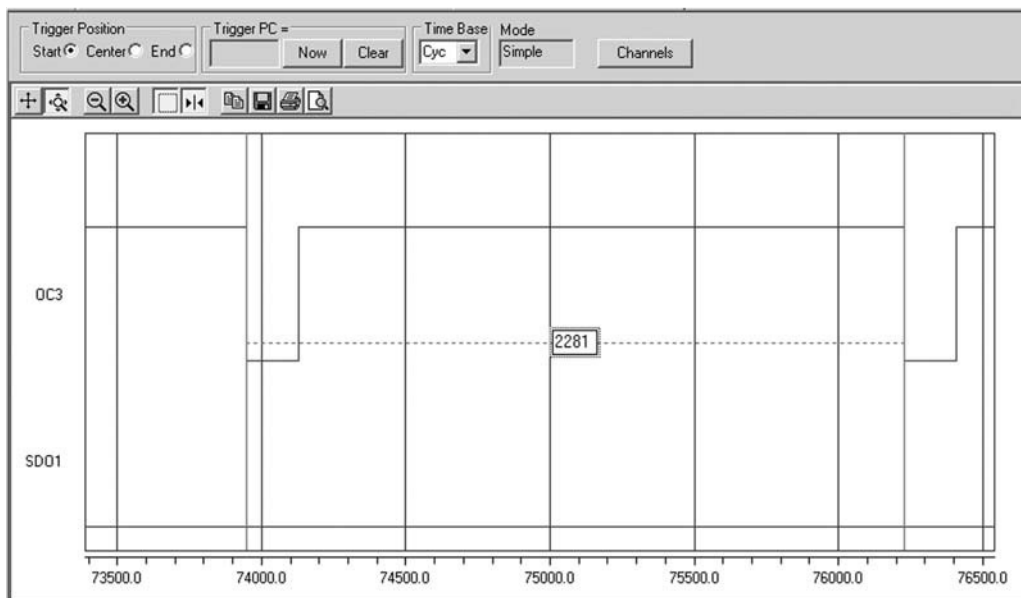 Trigger Position
Start Center End
Trigger PC =
Now Clear
Time Base
Cyc
Mode
Simple
Channels
OC3
2281
SDO1
73500.0 74000.0 74500.0 75000.0 75500.0 76000.0 76500.0